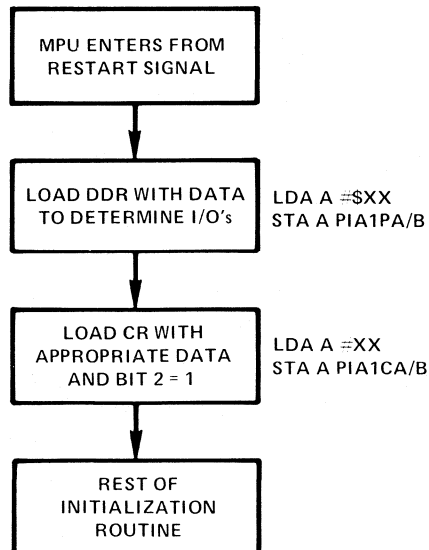 MPU ENTERS FROM
RESTART SIGNAL
LOAD DDR WITH DATA
TO DETERMINE I/O's
LDA A #$XX
STA A PIA1PA/B
LOAD CR WITH
APPROPRIATE DATA
AND BIT 2 = 1
LDA A #XX
STA A PIA1CA/B
REST OF
INITIALIZATION
ROUTINE